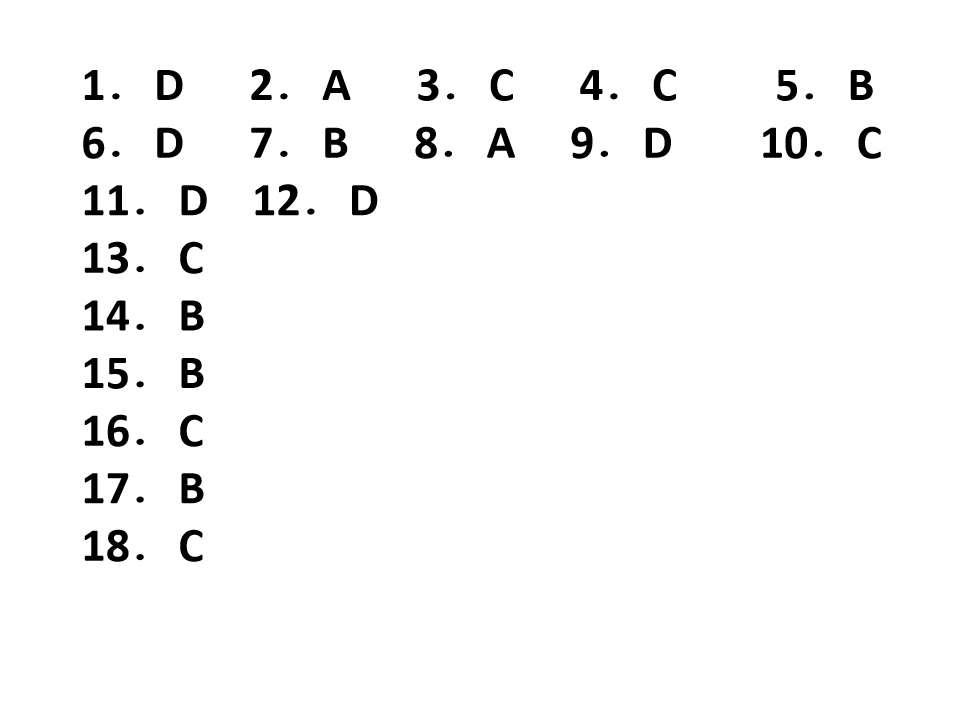 1. D 2. A 3. C 4. C 5. B
6. D 7. B 8. A 9. D 10. C
11. D 12. D
13. C
14. B
15. B
16. C
17. B
18. C